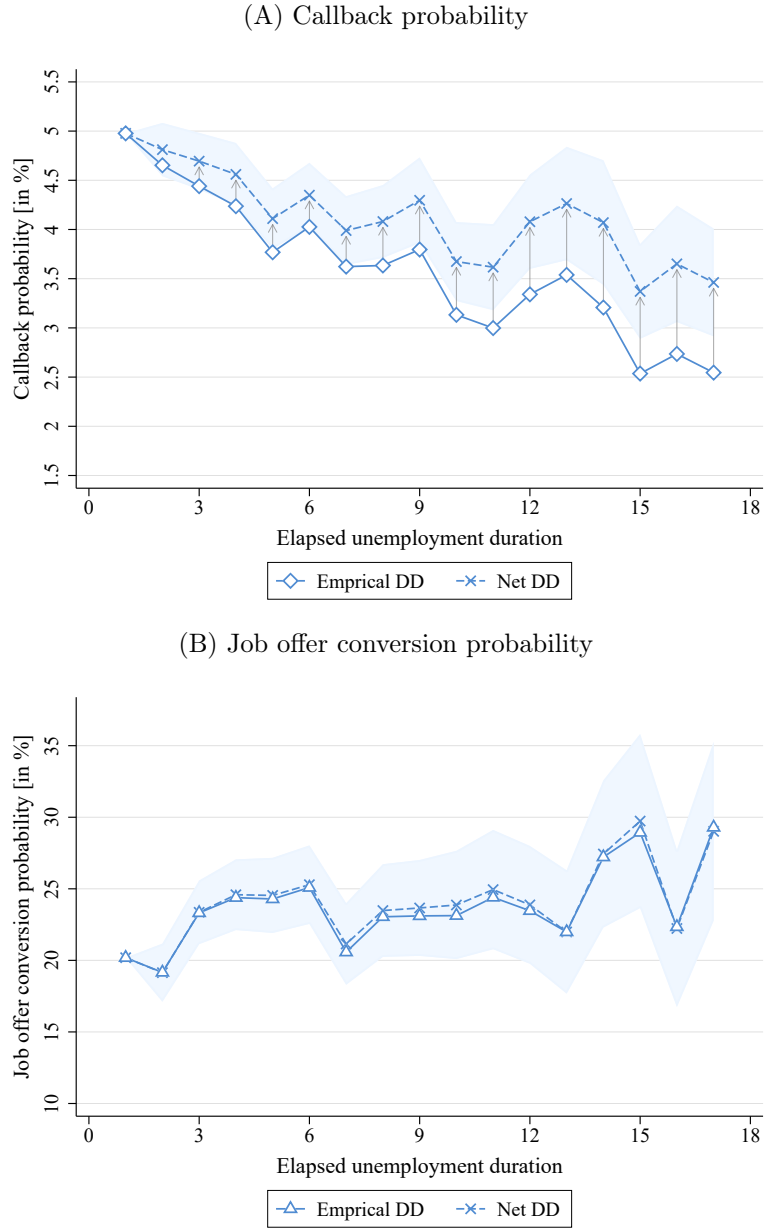 (A) Callback probability
Callback probability [in %]
5.5
5
4.5
4
3.5
3
2.5
2
1.5
0 3 6 9 12 15 18
Elapsed unemployment duration
Emprical DD Net DD
(B) Job offer conversion probability
Job offer conversion probability [in %]
35
30
25
20
15
10
0 3 6 9 12 15 18
Elapsed unemployment duration
Emprical DD Net DD